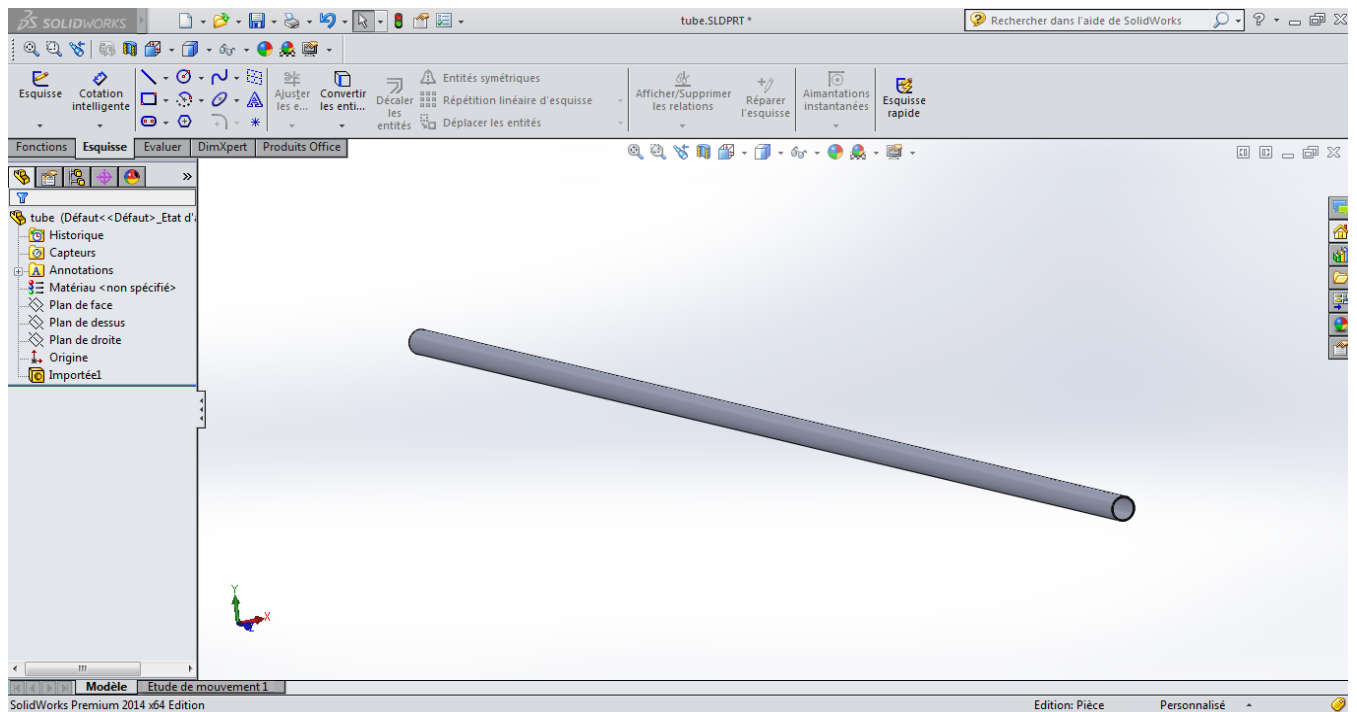 SOLIDWORKS
tube.SLDPRT *
Rechercher dans l'aide de SolidWorks
Esquisse
Cotation intelligente
Ajuster les e...
Convertir les enti...
Décaler les entités
Entités symétriques
Répétition linéaire d'esquisse
Déplacer les entités
Afficher/Supprimer les relations
Réparer l'esquisse
Aimantations instantanées
Esquisse rapide
Fonctions Esquisse Evaluer DimXpert Produits Office
tube (Défaut<<Défaut>_Etat d'a
Historique
Capteurs
Annotations
Matériau <non spécifié>
Plan de face
Plan de dessus
Plan de droite
Origine
Importée1
Y
X
Modèle Etude de mouvement 1
SolidWorks Premium 2014 x64 Edition Edition: Pièce Personnalisé